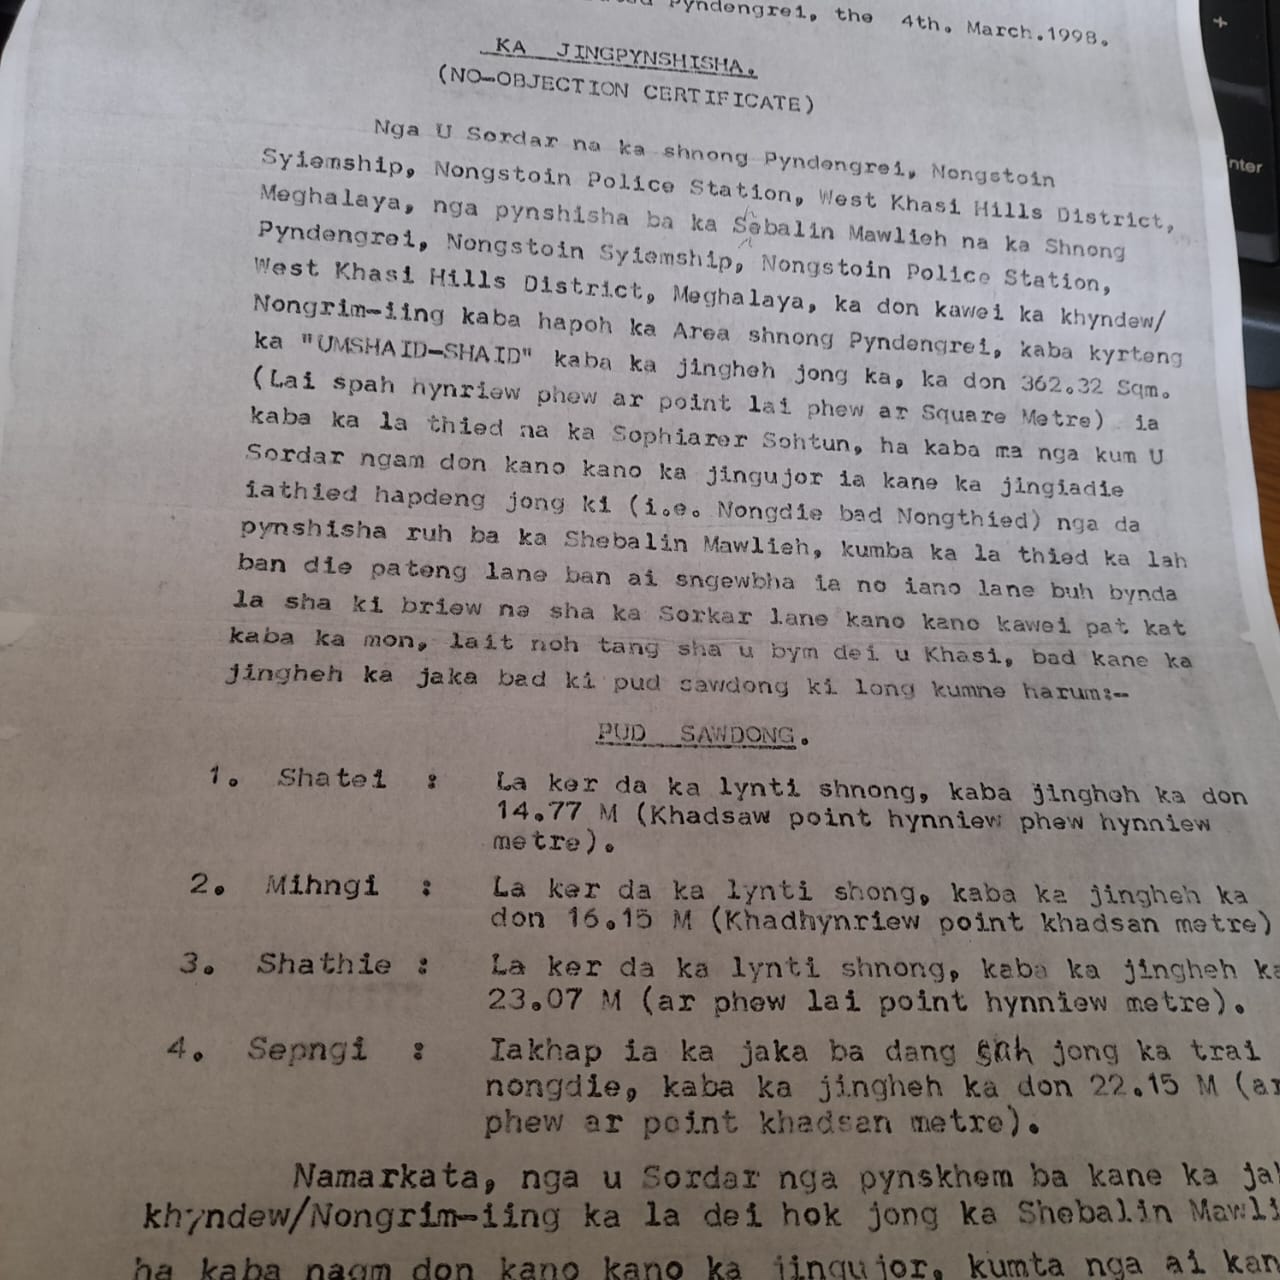 Pyndengrei, the 4th. March.1998.
KA JINGPYNSHISHA.
(NO-OBJECTION CERTIFICATE)
Nga U Sordar na ka shnong Pyndengrei, Nongstoin
Syiemship, Nongstoin Police Station, West Khasi Hills District,
Meghalaya, nga pynshisha ba ka Sebalin Mawlieh na ka Shnong
Pyndengrei, Nongstoin Syiemship, Nongstoin Police Station,
West Khasi Hills District, Meghalaya, ka don kawei ka khyndew/
Nongrim-iing kaba hapoh ka Area shnong Pyndengrei, kaba kyrteng
ka "UMSHAID-SHAID" kaba ka jingheh jong ka, ka don 362.32 Sqm.
(Lai spah hynriew phew ar point lai phew ar Square Metre) ia
kaba ka la thied na ka Sophiarer Sohtun, ha kaba ma nga kum U
Sordar ngam don kano kano ka jingujor ia kane ka jingiadie
iathied hapdeng jong ki (i.e. Nongdie bad Nongthied) nga da
pynshisha ruh ba ka Shebalin Mawlieh, kumba ka la thied ka lah
ban die pateng lane ban ai sngewbha ia no iano lane buh bynda
la sha ki briew na sha ka Sorkar lane kano kano kawei pat kat
kaba ka mon, lait noh tang sha u bym dei u Khasi, bad kane ka
jingheh ka jaka bad ki pud sawdong ki long kumne harum:-
PUD SAWDONG.
1. Shatei : La ker da ka lynti shnong, kaba jingheh ka don
14.77 M (Khadsaw point hynniew phew hynniew
metre).
2. Mihngi : La ker da ka lynti shong, kaba ka jingheh ka
don 16.15 M (Khadhynriew point khadsan metre)
3. Shathie : La ker da ka lynti shnong, kaba ka jingheh ka
23.07 M (ar phew lai point hynniew metre).
4. Sepngi : Iakhap ia ka jaka ba dang sah jong ka trai
nongdie, kaba ka jingheh ka don 22.15 M (ar
phew ar point khadsan metre).
Namarkata, nga u Sordar nga pynskhem ba kane ka ja
khyndew/Nongrim-iing ka la dei hok jong ka Shebalin Mawli
ha kaba nagm don kano kano ka jingujor, kumta nga ai kan
+
nter